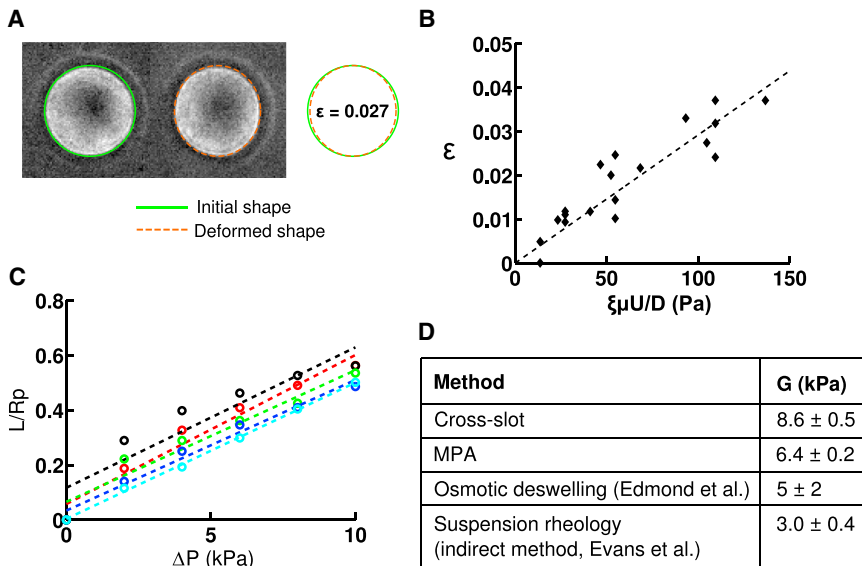 A
ε = 0.027
Initial shape
Deformed shape
B
0.05
0.04
0.03
0.02
0.01
0
ε
0
50
100
150
ξμU/D (Pa)
C
0.8
0.6
0.4
0.2
0
L/Rp
0
5
10
ΔP (kPa)
D
Method G (kPa)
Cross-slot 8.6 ± 0.5
MPA 6.4 ± 0.2
Osmotic deswelling (Edmond et al.) 5 ± 2
Suspension rheology 3.0 ± 0.4
(indirect method, Evans et al.)